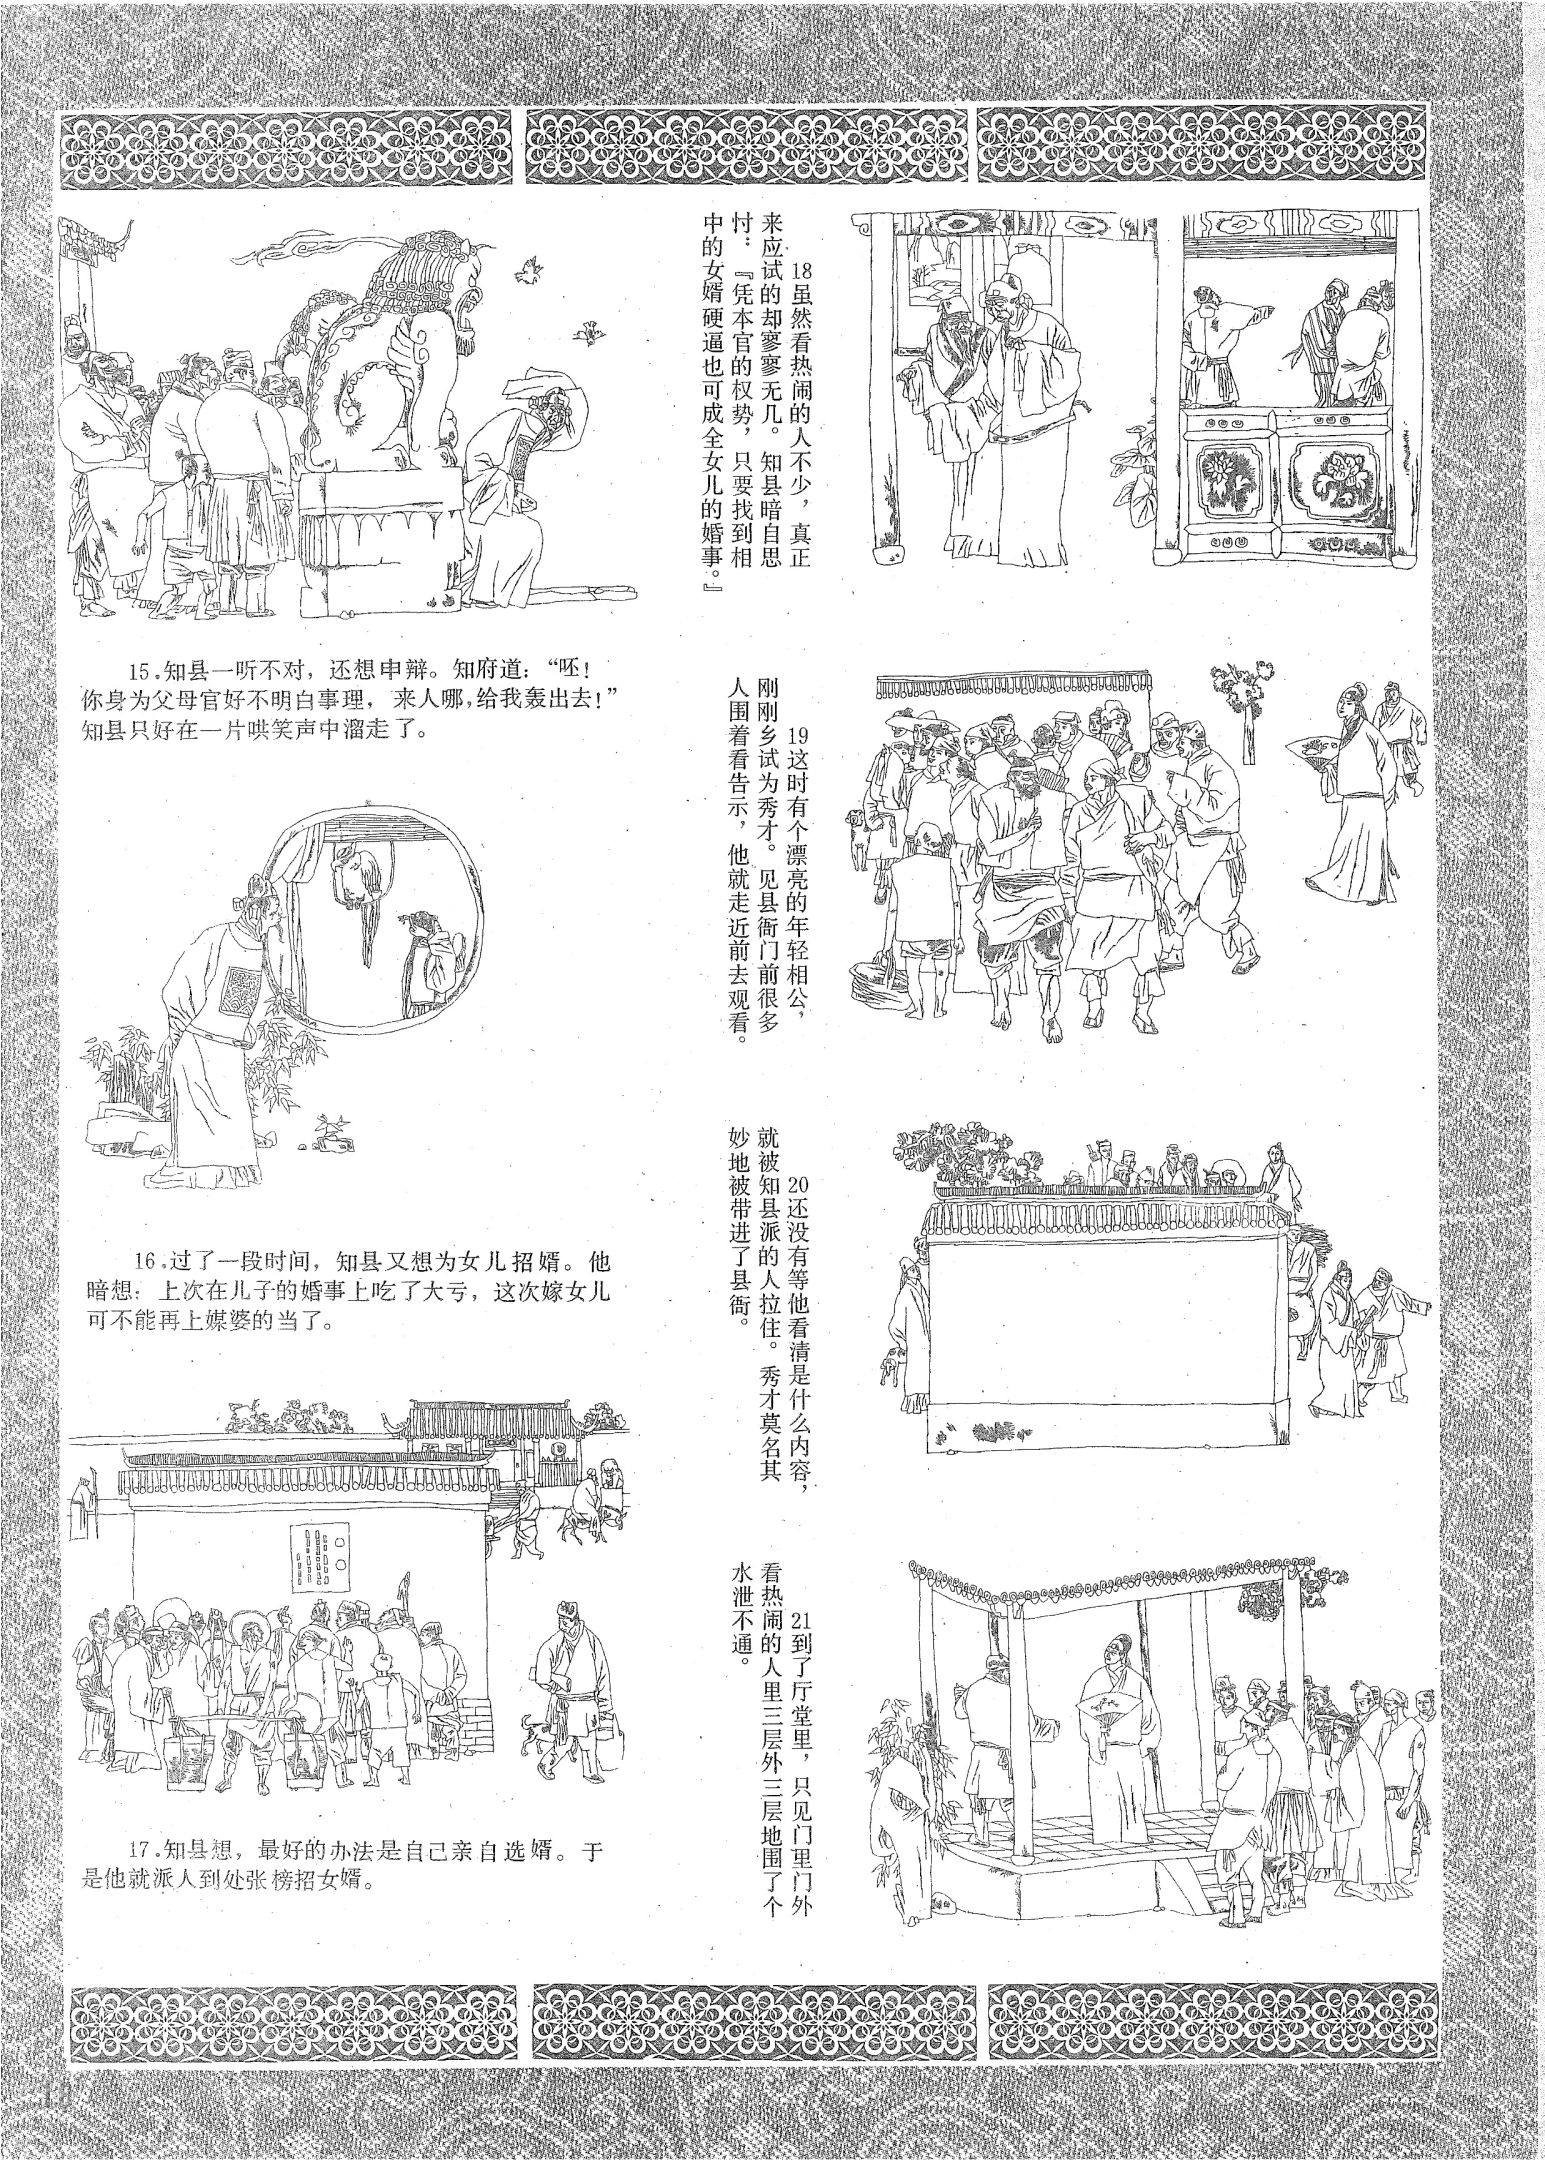 15.知县一听不对，还想申辩。知府道：“呸！
你身为父母官好不明白事理，来人哪，给我轰出去！”
知县只好在一片哄笑声中溜走了。
16.过了一段时间，知县又想为女儿招婿。他
暗想：上次在儿子的婚事上吃了大亏，这次嫁女儿
可不能再上媒婆的当了。
17.知县想，最好的办法是自己亲自选婿。于
是他就派人到处张榜招女婿。
18虽然看热闹的人不少，真正
来应试的却寥寥无几。知县暗自思
忖：『凭本官的权势，只要找到相
中的女婿硬逼也可成全女儿的婚事。』
19这时有个漂亮的年轻相公，
刚刚乡试为秀才。见县衙门前很多
人围着看告示，他就走近前去观看。
20还没有等他看清是什么内容，
就被知县派的人拉住。秀才莫名其
妙地被带进了县衙。
21到了厅堂里，只见门里门外
看热闹的人里三层外三层地围了个
水泄不通。